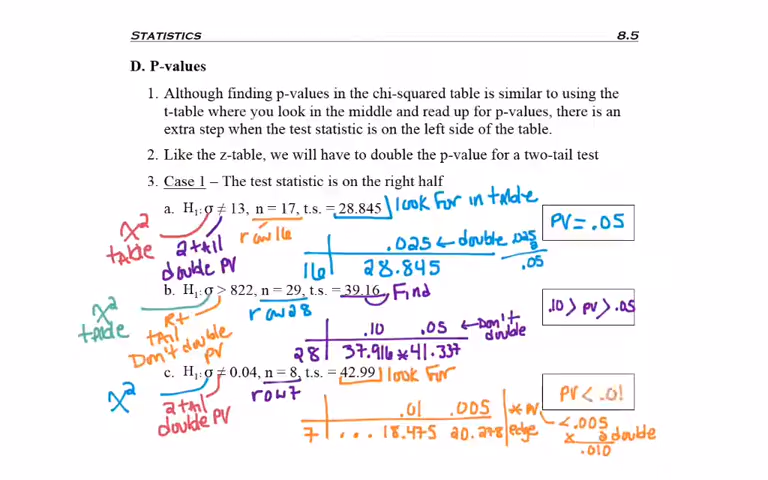 STATISTICS 8.5
D. P-values
1. Although finding p-values in the chi-squared table is similar to using the
t-table where you look in the middle and read up for p-values, there is an
extra step when the test statistic is on the left side of the table.
2. Like the z-table, we will have to double the p-value for a two-tail test
3. Case 1 – The test statistic is on the right half
a. H₁: σ ≠ 13, n = 17, t.s. = 28.845 look For in tAble
X² tAble
2 tAil
double PV
row 16
.025 ← double .025
2
.05
16 28.845
PV = .05
b. H₁: σ > 822, n = 29, t.s. = 39.16 Find
X² tAble
Rt tAil
Don't double PV
row 28
.10 .05 ← Don't double
28 37.916 * 41.337
.10 > PV > .05
c. H₁: σ ≠ 0.04, n = 8, t.s. = 42.99 look For
X²
2 tAil
double PV
row 7
.01 .005 * PV
7 ... 18.475 20.278 edge
< .005
x 2 double
.010
PV < .01